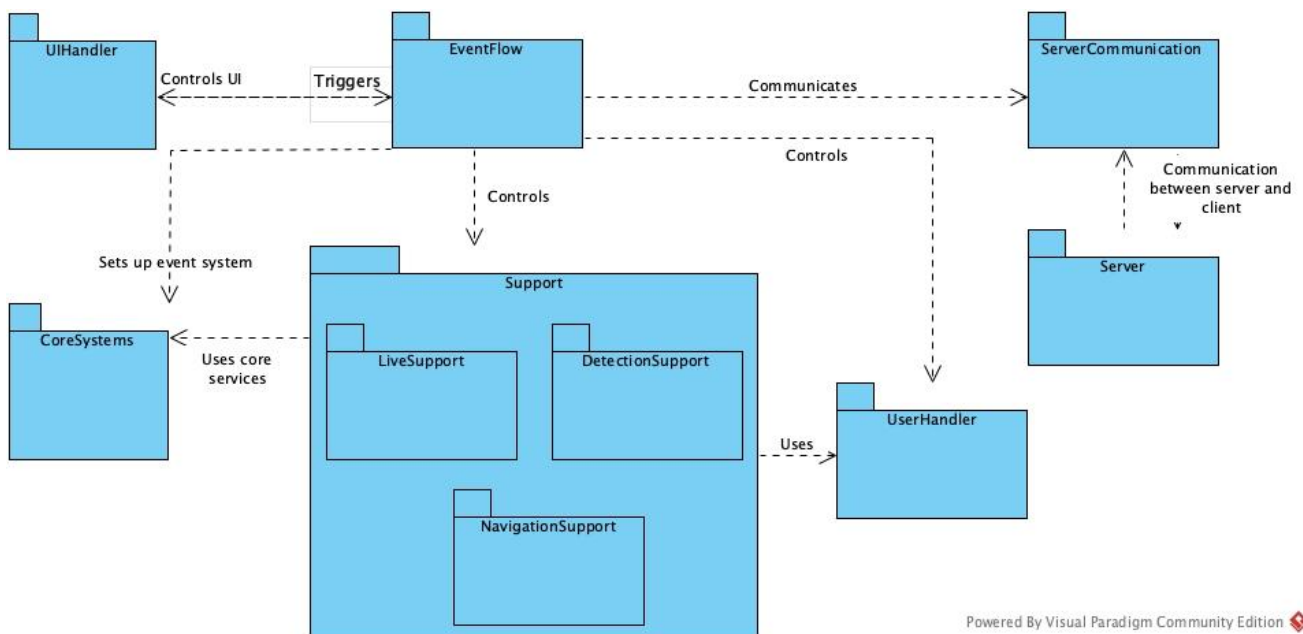 UIHandler
EventFlow
ServerCommunication
Controls UI
Triggers
Communicates
Controls
Communication
between server and
client
Controls
Sets up event system
Server
Support
CoreSystems
Uses core
services
LiveSupport
DetectionSupport
UserHandler
Uses
NavigationSupport
Powered By Visual Paradigm Community Edition